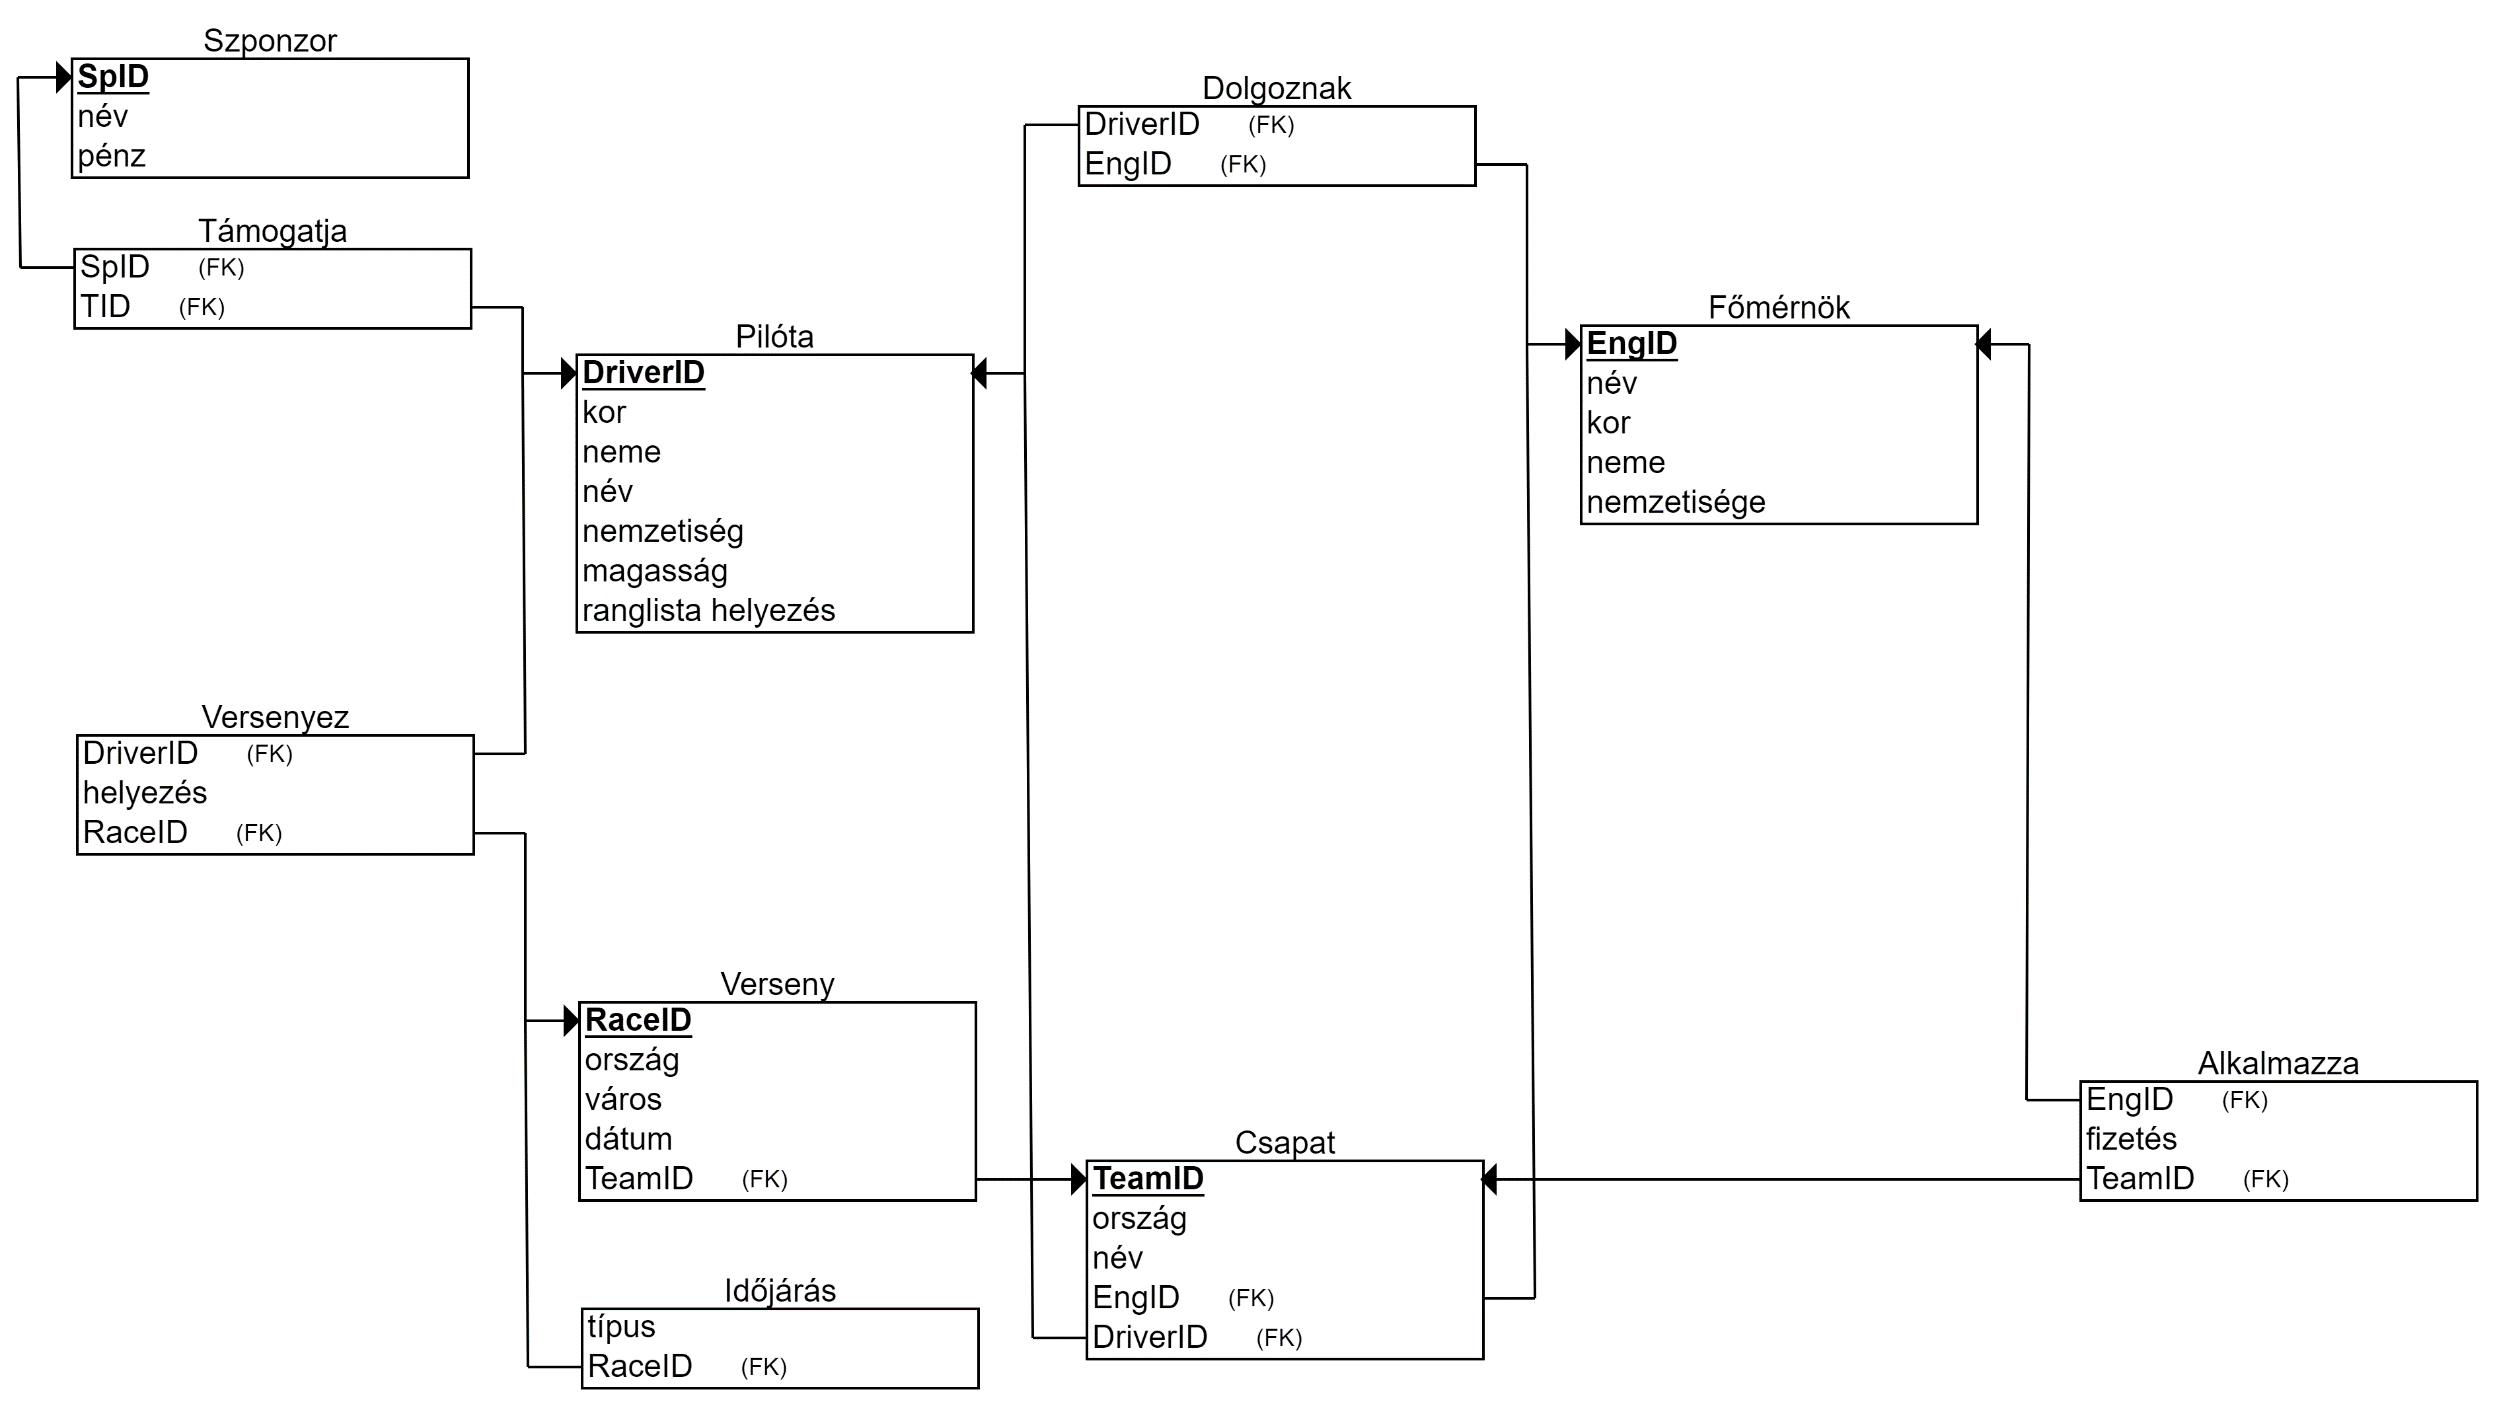 Szponzor
SpID
név
pénz
Támogatja
SpID (FK)
TID (FK)
Versenyez
DriverID (FK)
helyezés
RaceID (FK)
Pilóta
DriverID
kor
neme
név
nemzetiség
magasság
ranglista helyezés
Verseny
RaceID
ország
város
dátum
TeamID (FK)
Időjárás
típus
RaceID (FK)
Dolgoznak
DriverID (FK)
EngID (FK)
Csapat
TeamID
ország
név
EngID (FK)
DriverID (FK)
Főmérnök
EngID
név
kor
neme
nemzetisége
Alkalmazza
EngID (FK)
fizetés
TeamID (FK)